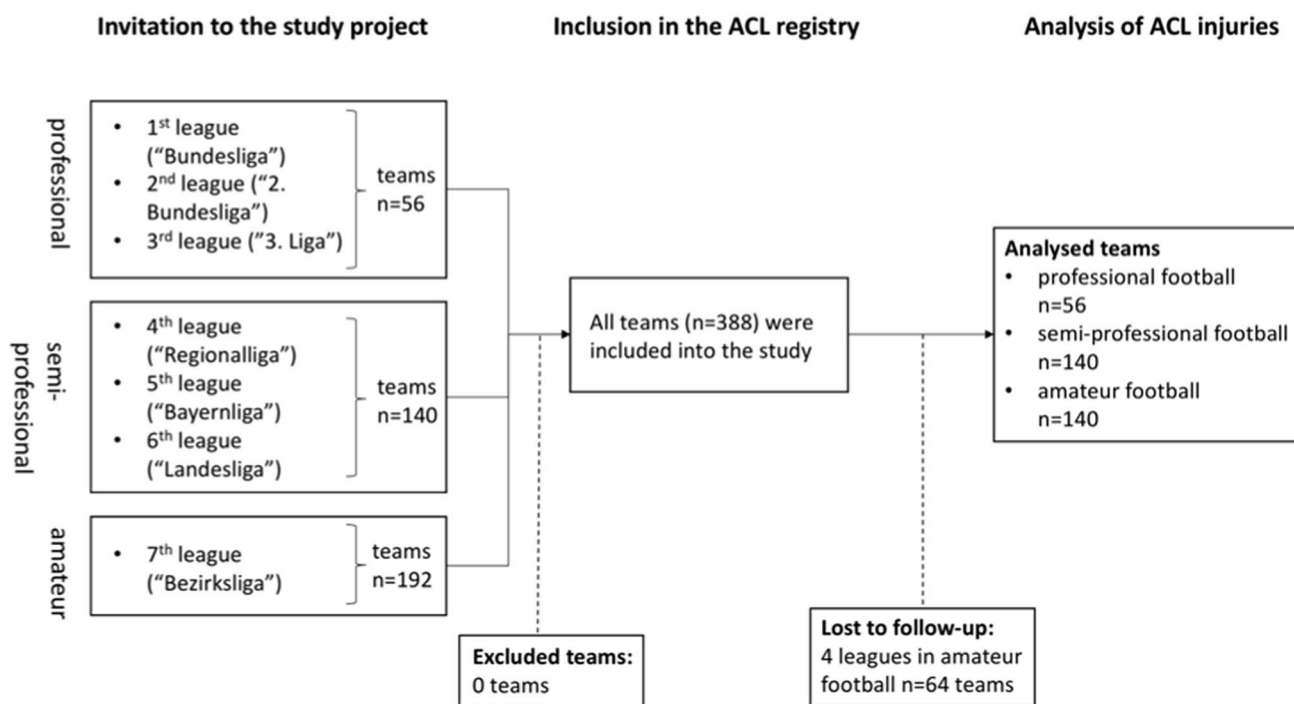 Invitation to the study project
Inclusion in the ACL registry
Analysis of ACL injuries
professional
• 1st league
("Bundesliga")
• 2nd league ("2.
Bundesliga")
• 3rd league ("3. Liga")
teams
n=56
semi-
professional
• 4th league
("Regionalliga")
• 5th league
("Bayernliga")
• 6th league
("Landesliga")
teams
n=140
amateur
• 7th league
("Bezirksliga")
teams
n=192
Excluded teams:
0 teams
All teams (n=388) were
included into the study
Lost to follow-up:
4 leagues in amateur
football n=64 teams
Analysed teams
• professional football
n=56
• semi-professional football
n=140
• amateur football
n=140